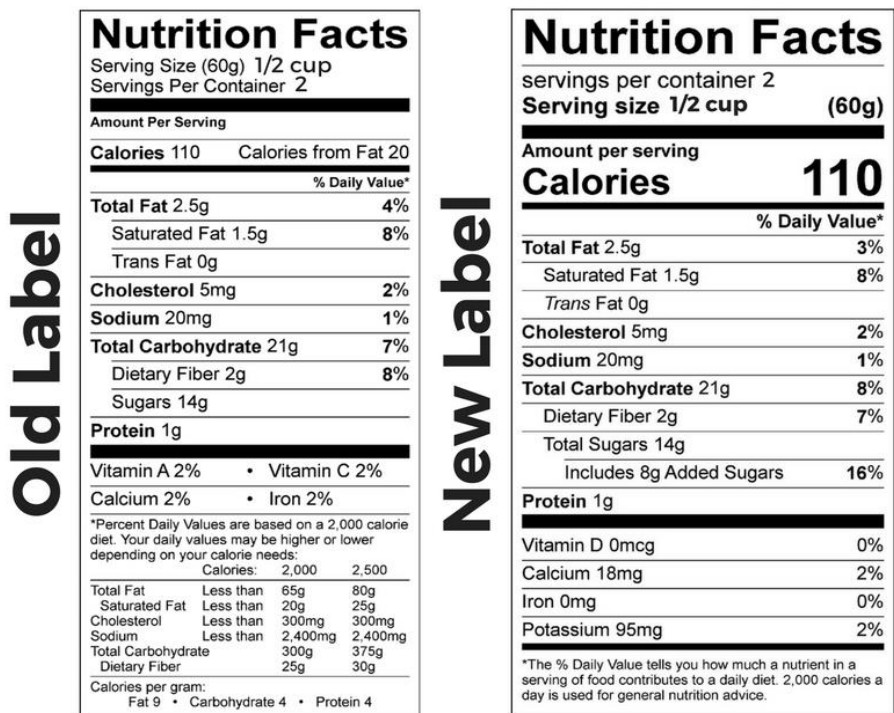 Old Label
Nutrition Facts
Serving Size (60g) 1/2 cup
Servings Per Container 2
Amount Per Serving
Calories 110 Calories from Fat 20
% Daily Value*
Total Fat 2.5g 4%
Saturated Fat 1.5g 8%
Trans Fat 0g
Cholesterol 5mg 2%
Sodium 20mg 1%
Total Carbohydrate 21g 7%
Dietary Fiber 2g 8%
Sugars 14g
Protein 1g
Vitamin A 2% • Vitamin C 2%
Calcium 2% • Iron 2%
*Percent Daily Values are based on a 2,000 calorie
diet. Your daily values may be higher or lower
depending on your calorie needs:
Calories: 2,000 2,500
Total Fat Less than 65g 80g
Saturated Fat Less than 20g 25g
Cholesterol Less than 300mg 300mg
Sodium Less than 2,400mg 2,400mg
Total Carbohydrate 300g 375g
Dietary Fiber 25g 30g
Calories per gram:
Fat 9 • Carbohydrate 4 • Protein 4
New Label
Nutrition Facts
servings per container 2
Serving size 1/2 cup (60g)
Amount per serving
Calories 110
% Daily Value*
Total Fat 2.5g 3%
Saturated Fat 1.5g 8%
Trans Fat 0g
Cholesterol 5mg 2%
Sodium 20mg 1%
Total Carbohydrate 21g 8%
Dietary Fiber 2g 7%
Total Sugars 14g
Includes 8g Added Sugars 16%
Protein 1g
Vitamin D 0mcg 0%
Calcium 18mg 2%
Iron 0mg 0%
Potassium 95mg 2%
*The % Daily Value tells you how much a nutrient in a
serving of food contributes to a daily diet. 2,000 calories a
day is used for general nutrition advice.